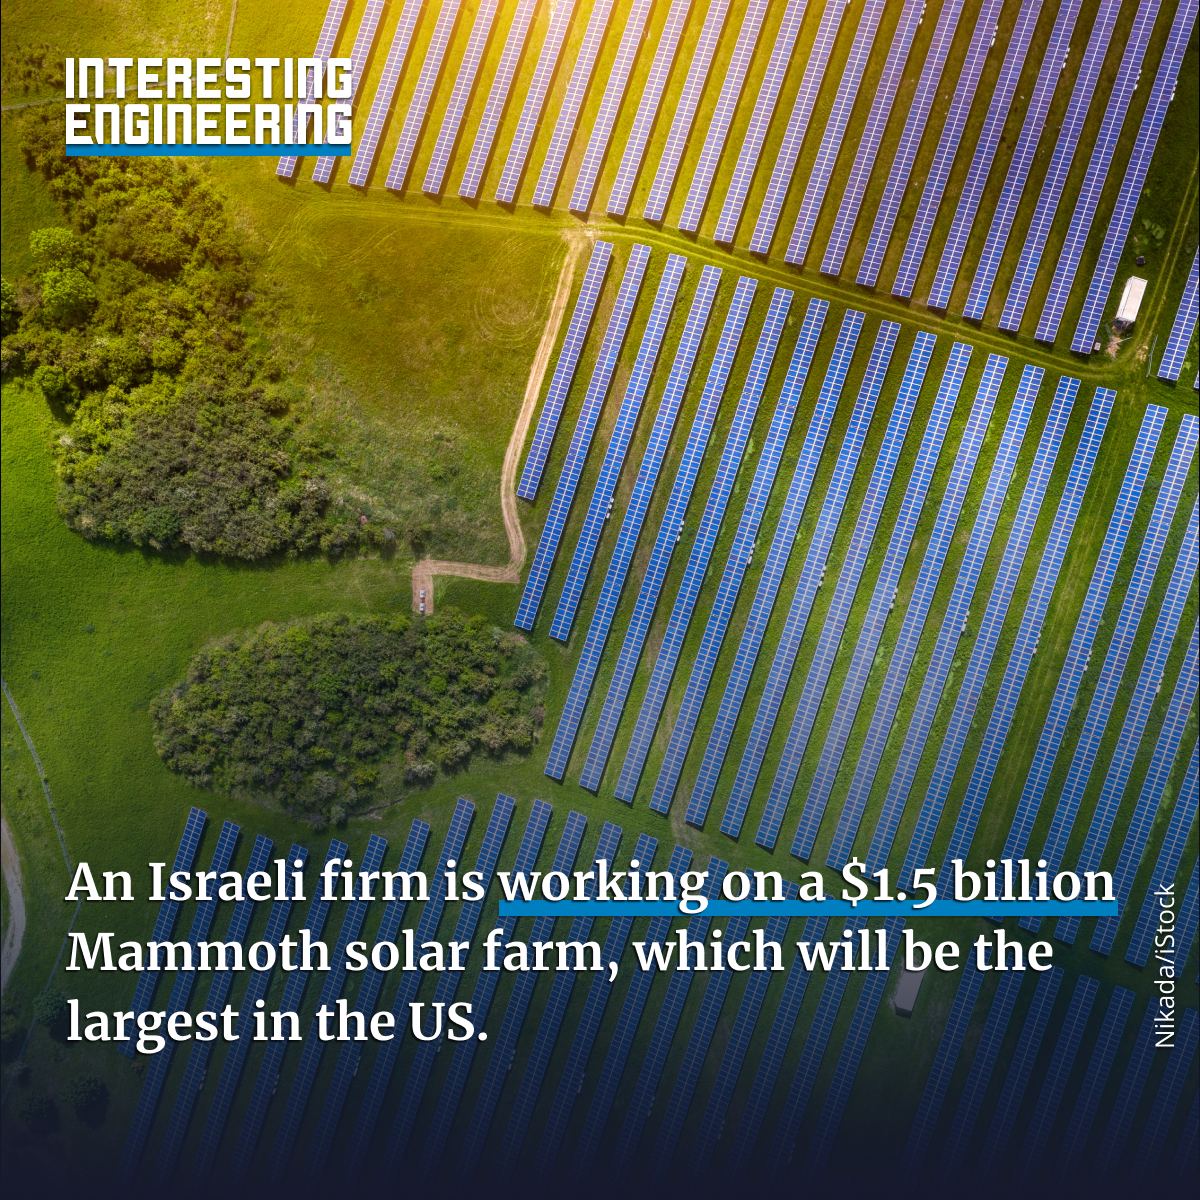 INTERESTING
ENGINEERING
An Israeli firm is working on a $1.5 billion
Mammoth solar farm, which will be the
largest in the US.
Nikada/iStock